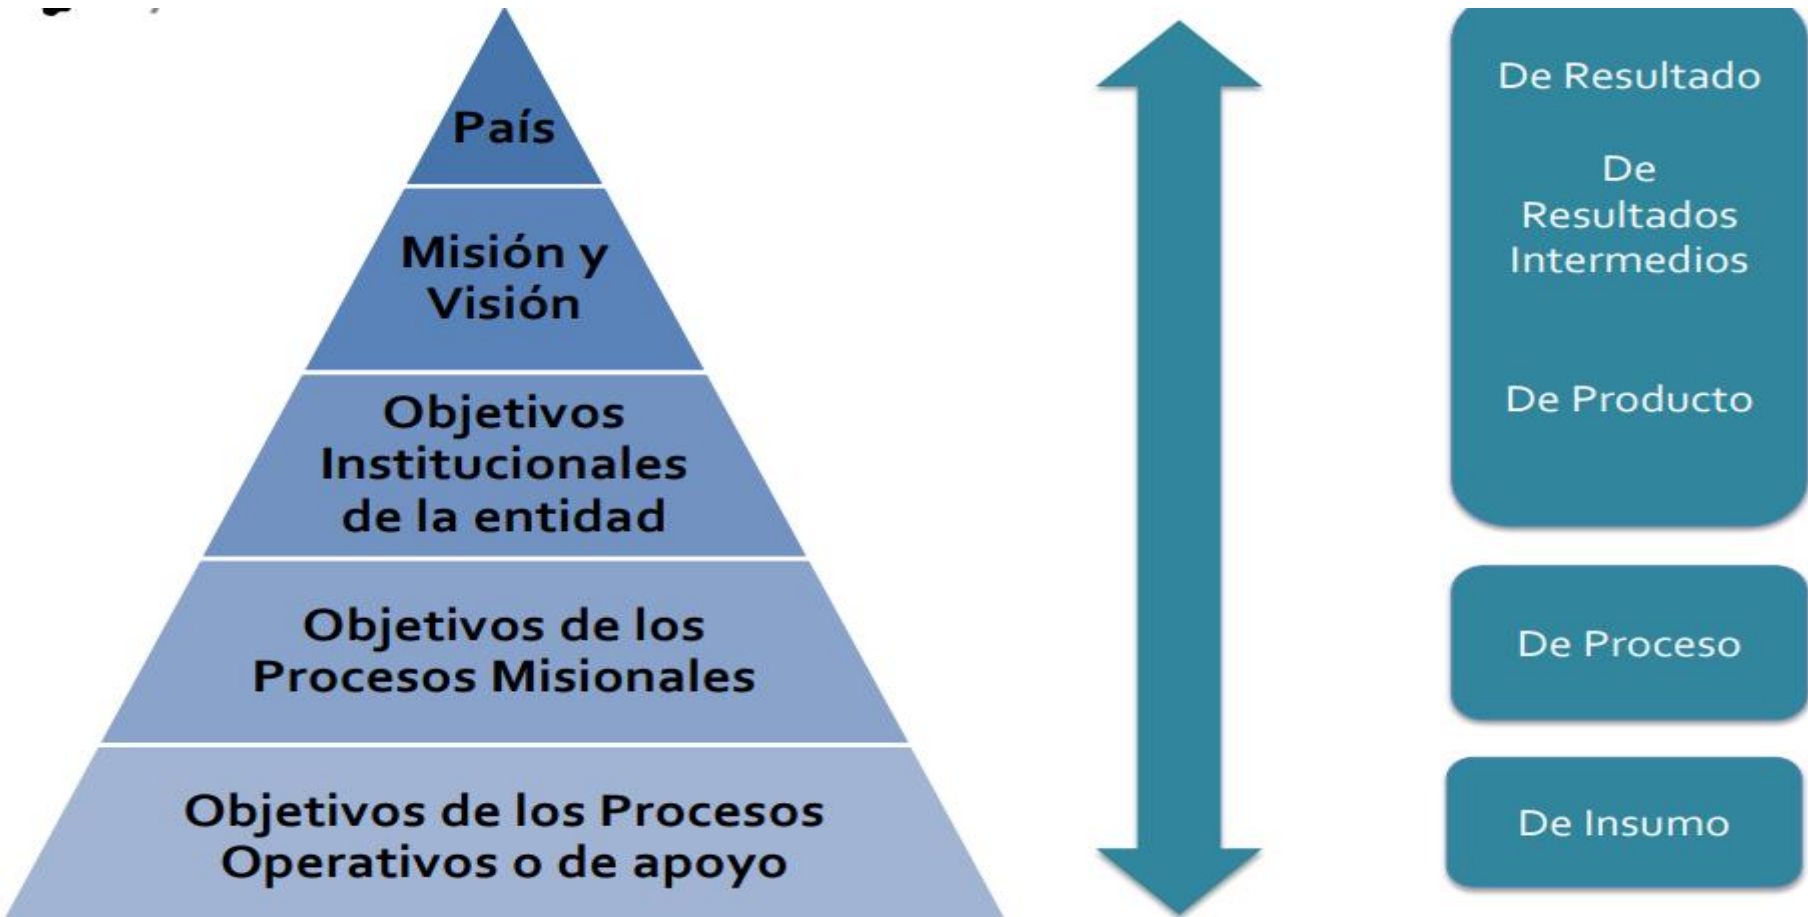 País
Misión y
Visión
Objetivos
Institucionales
de la entidad
Objetivos de los
Procesos Misionales
Objetivos de los Procesos
Operativos o de apoyo
De Resultado
De
Resultados
Intermedios
De Producto
De Proceso
De Insumo